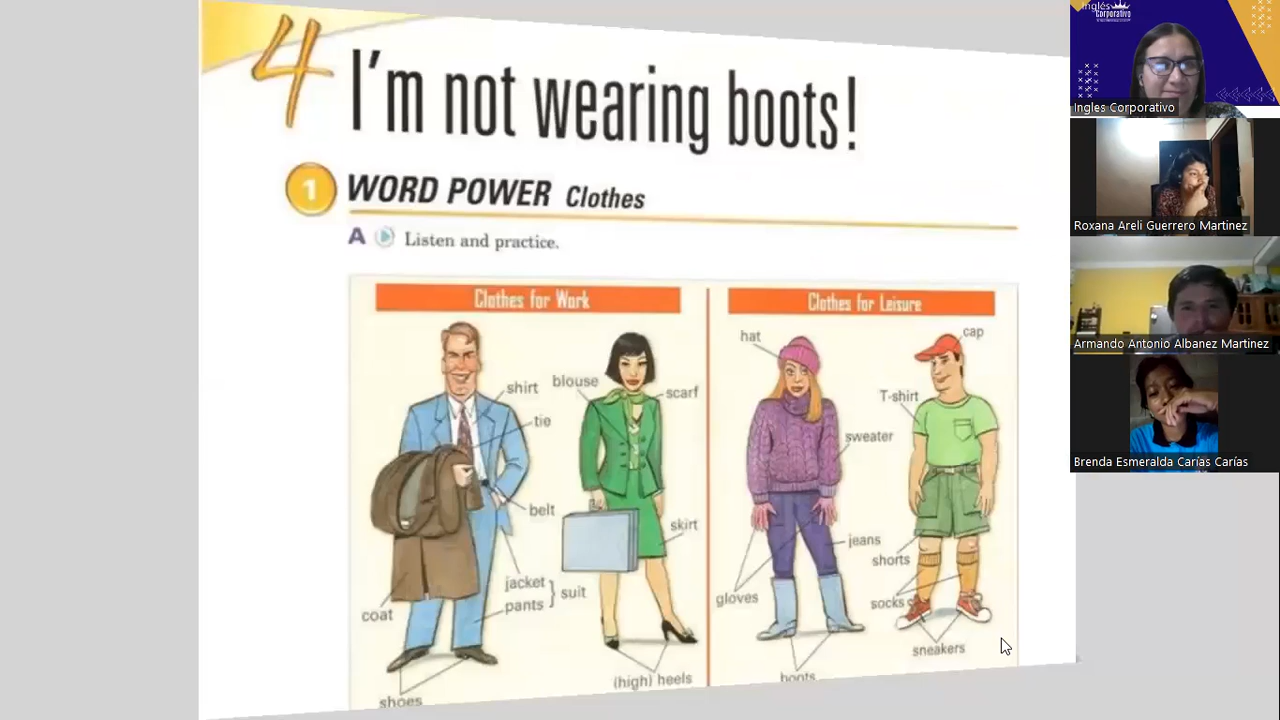 4
I'm not wearing boots!
1 WORD POWER Clothes
A Listen and practice.
Clothes for Work
shirt
tie
belt
jacket
pants
suit
coat
shoes
blouse
scarf
skirt
(high) heels
Clothes for Leisure
hat
sweater
jeans
gloves
boots
cap
T-shirt
shorts
socks
sneakers
Inglés
Corporativo
Ingles Corporativo
Roxana Areli Guerrero Martinez
Armando Antonio Albanez Martinez
Brenda Esmeralda Carías Carías